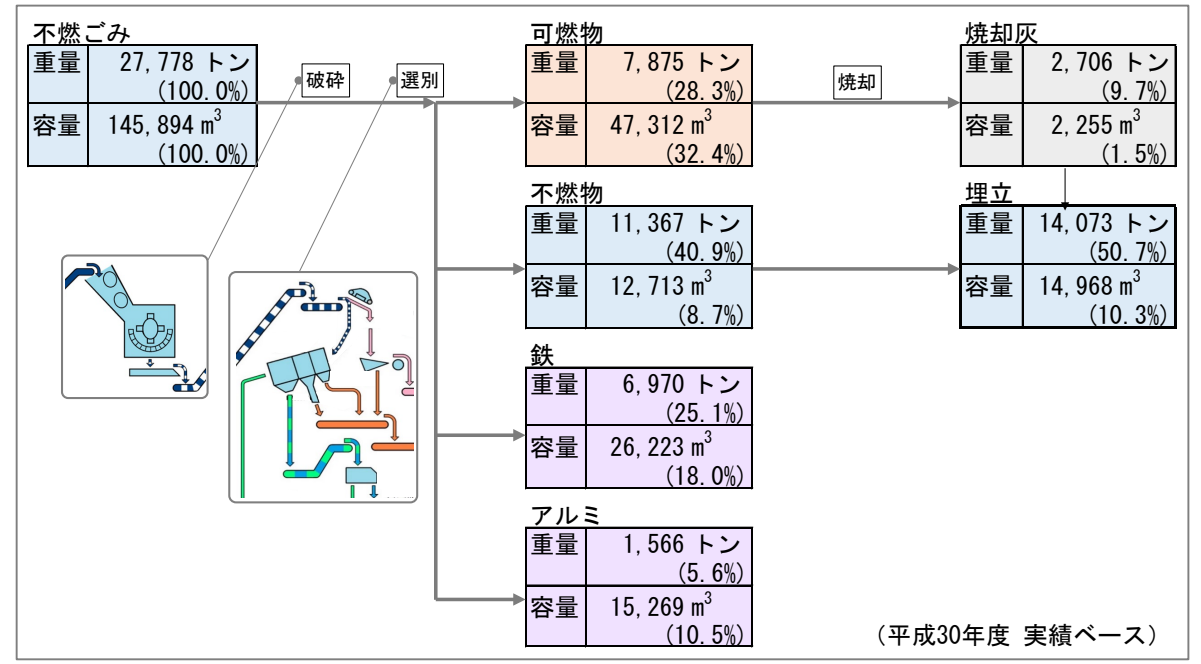 不燃ごみ
重量 27,778 トン
(100.0%)
容量 145,894 m³
(100.0%)
破砕
選別
可燃物
重量 7,875 トン
(28.3%)
容量 47,312 m³
(32.4%)
焼却
焼却灰
重量 2,706 トン
(9.7%)
容量 2,255 m³
(1.5%)
不燃物
重量 11,367 トン
(40.9%)
容量 12,713 m³
(8.7%)
埋立
重量 14,073 トン
(50.7%)
容量 14,968 m³
(10.3%)
鉄
重量 6,970 トン
(25.1%)
容量 26,223 m³
(18.0%)
アルミ
重量 1,566 トン
(5.6%)
容量 15,269 m³
(10.5%)
（平成30年度 実績ベース）